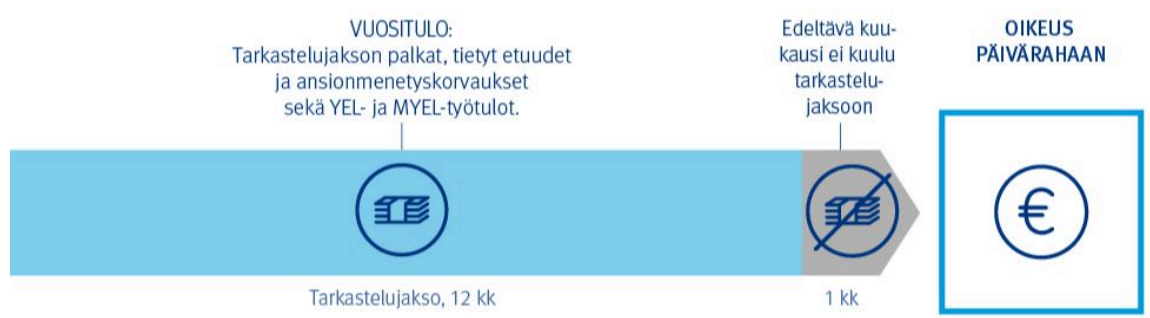 VUOSITULO:
Tarkastelujakson palkat, tietyt etuudet
ja ansionmenetyskorvaukset
sekä YEL- ja MYEL-työtulot.
Edeltävä kuu-
kausi ei kuulu
tarkastelu-
jaksoon
OIKEUS
PÄIVÄRAHAAN
€
Tarkastelujakso, 12 kk
1 kk